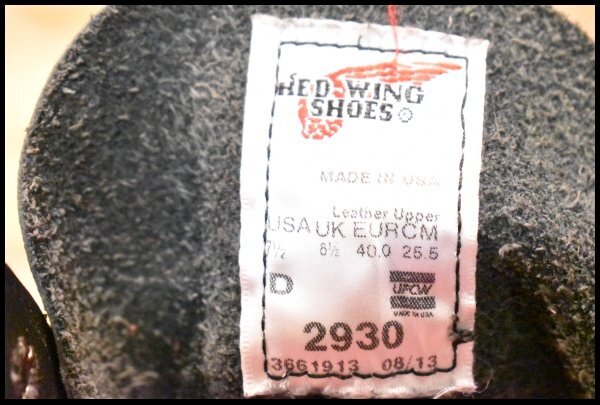 RED WING
SHOES®
MADE IN USA
Leather Upper
USA UK EUR CM
7½ 6½ 40.0 25.5
D
UFCW
MADE IN USA
2930
3661913 08/13